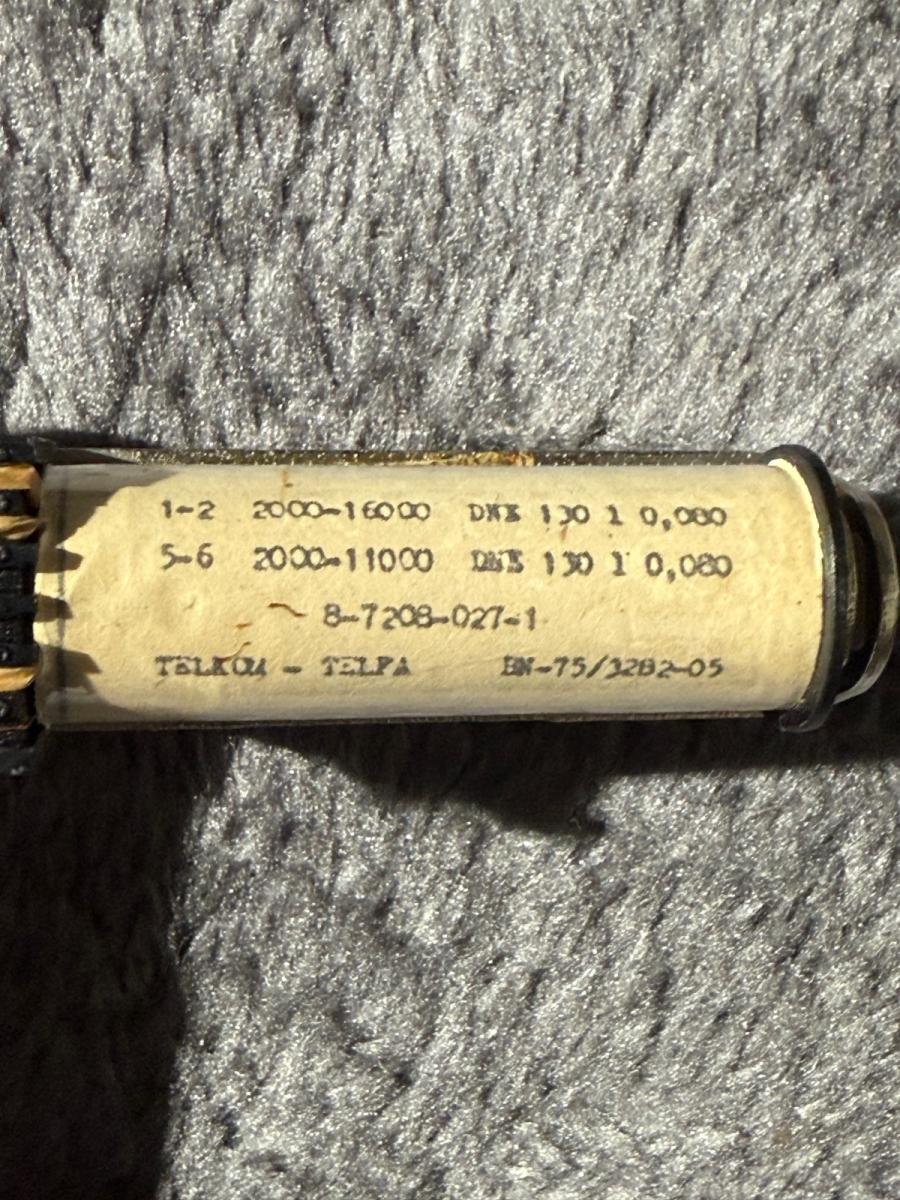 1-2 2000-16000 DNE 130 1 0,080
5-6 2000-11000 DNE 130 1 0,080
8-7208-027-1
TELKOM - TELFA BN-75/3282-05